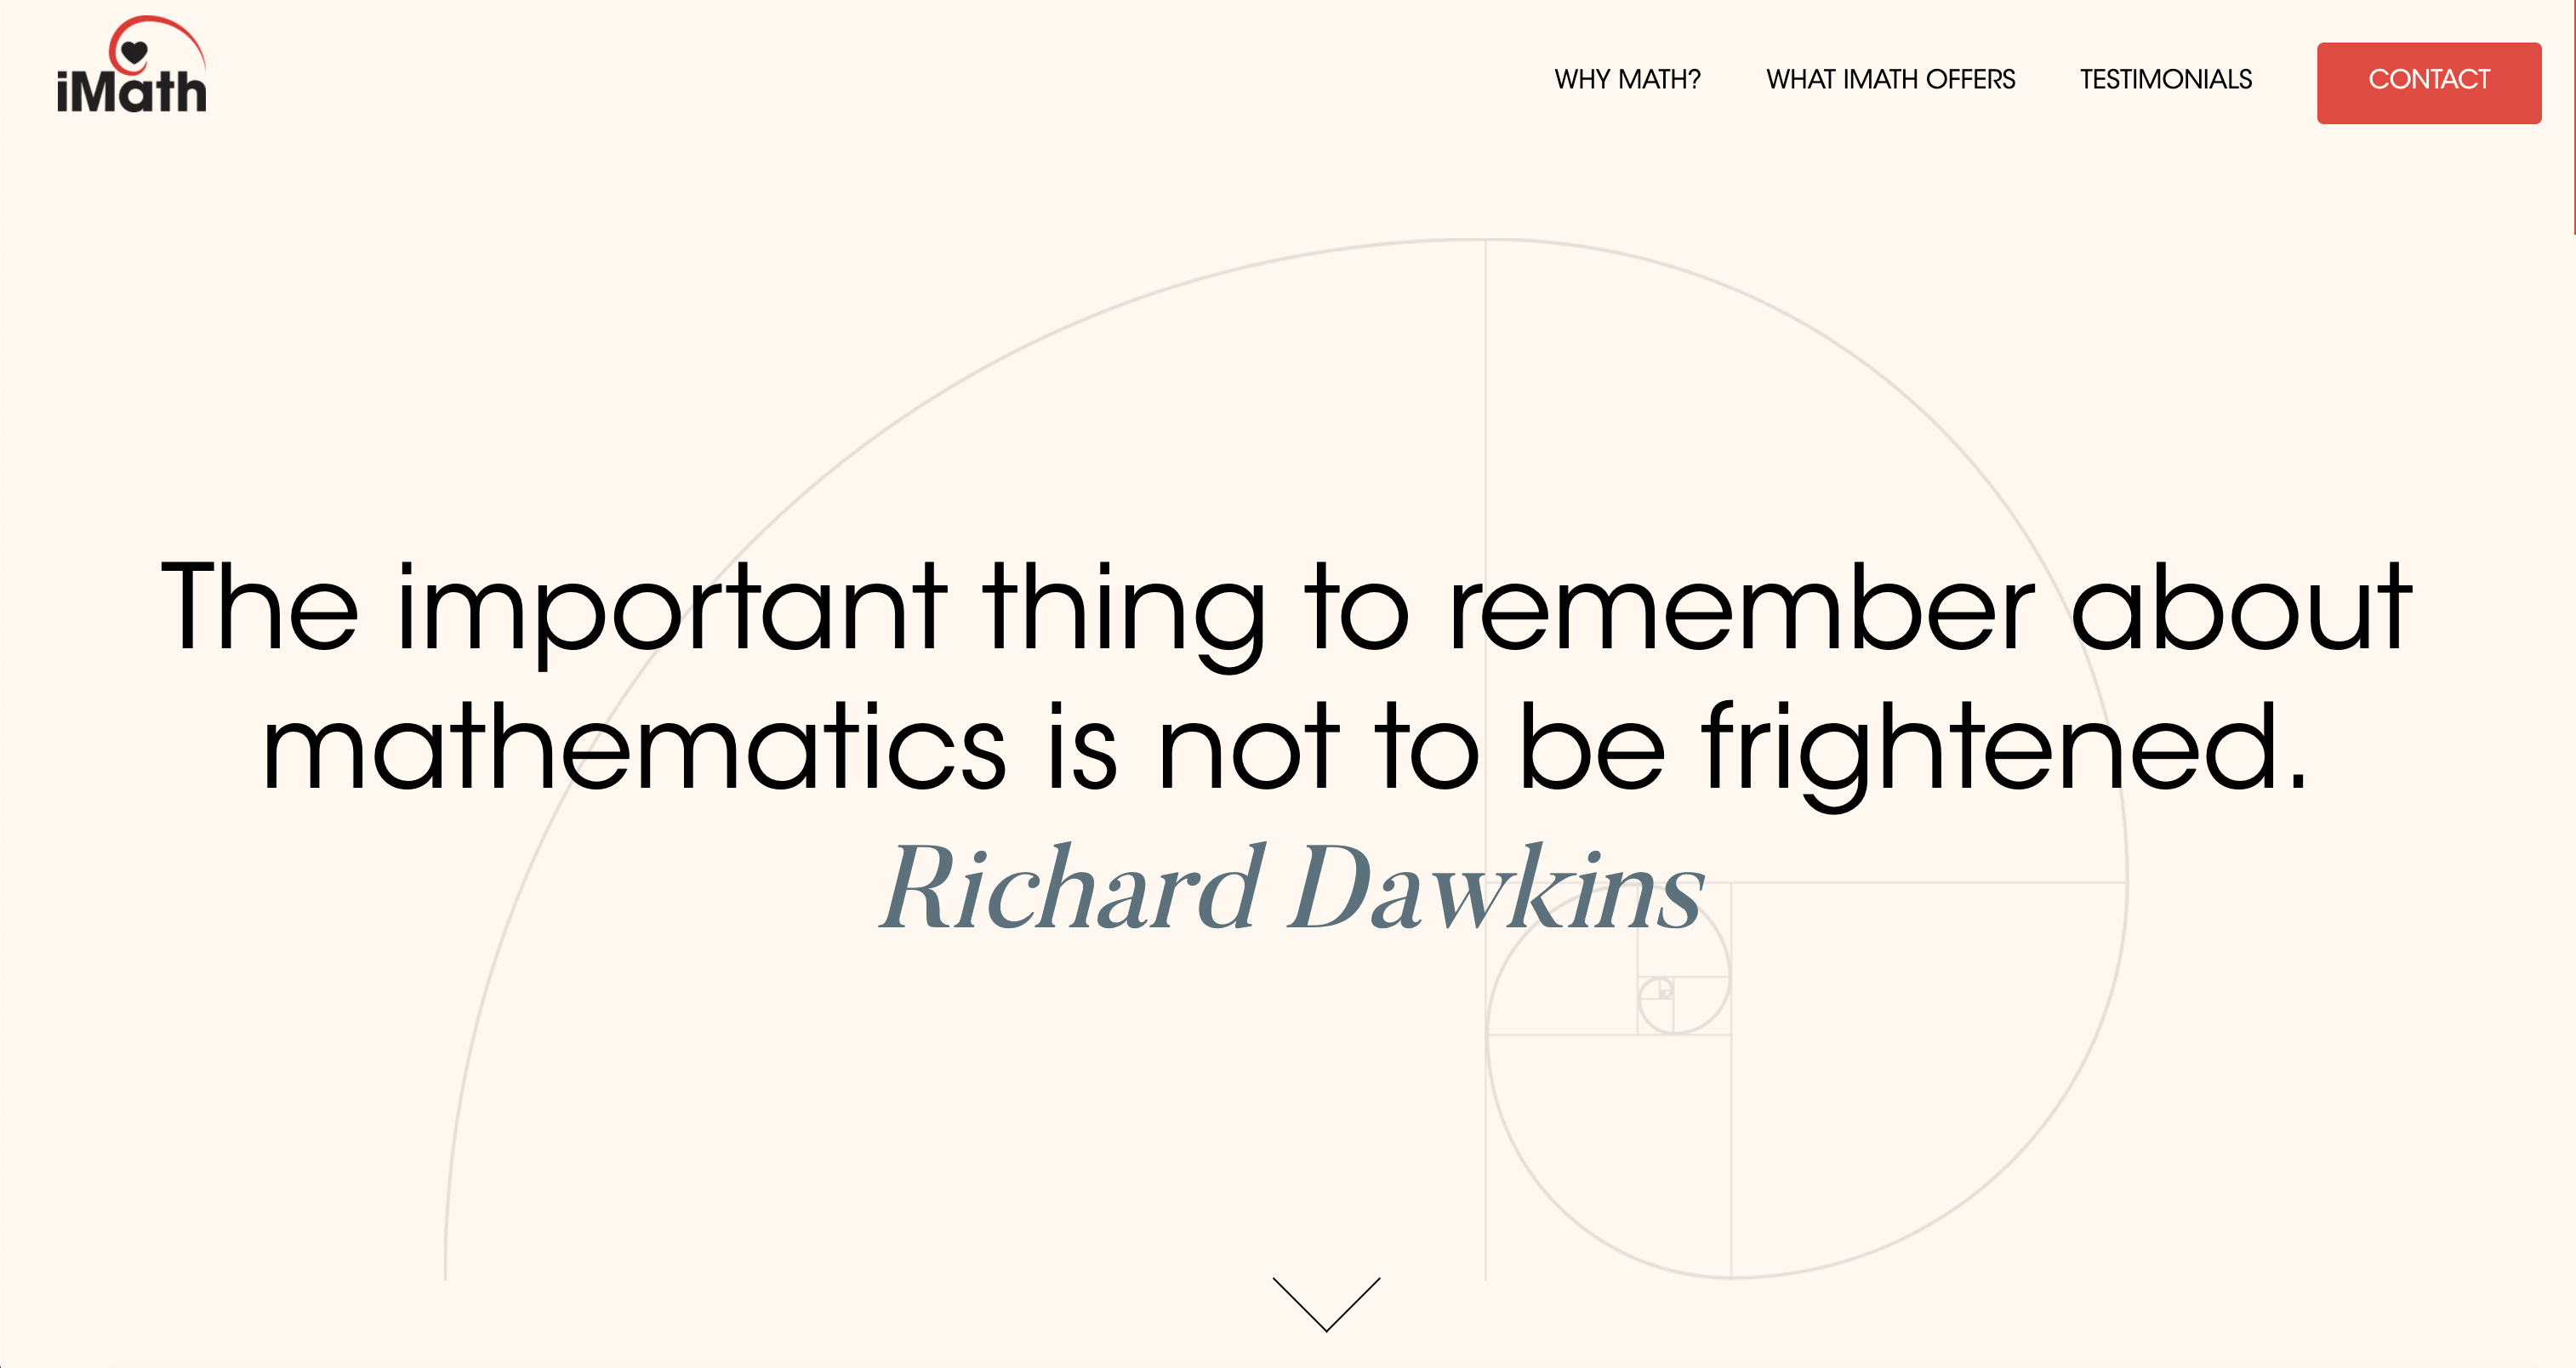 iMath
WHY MATH?
WHAT IMATH OFFERS
TESTIMONIALS
CONTACT
The important thing to remember about
mathematics is not to be frightened.
Richard Dawkins